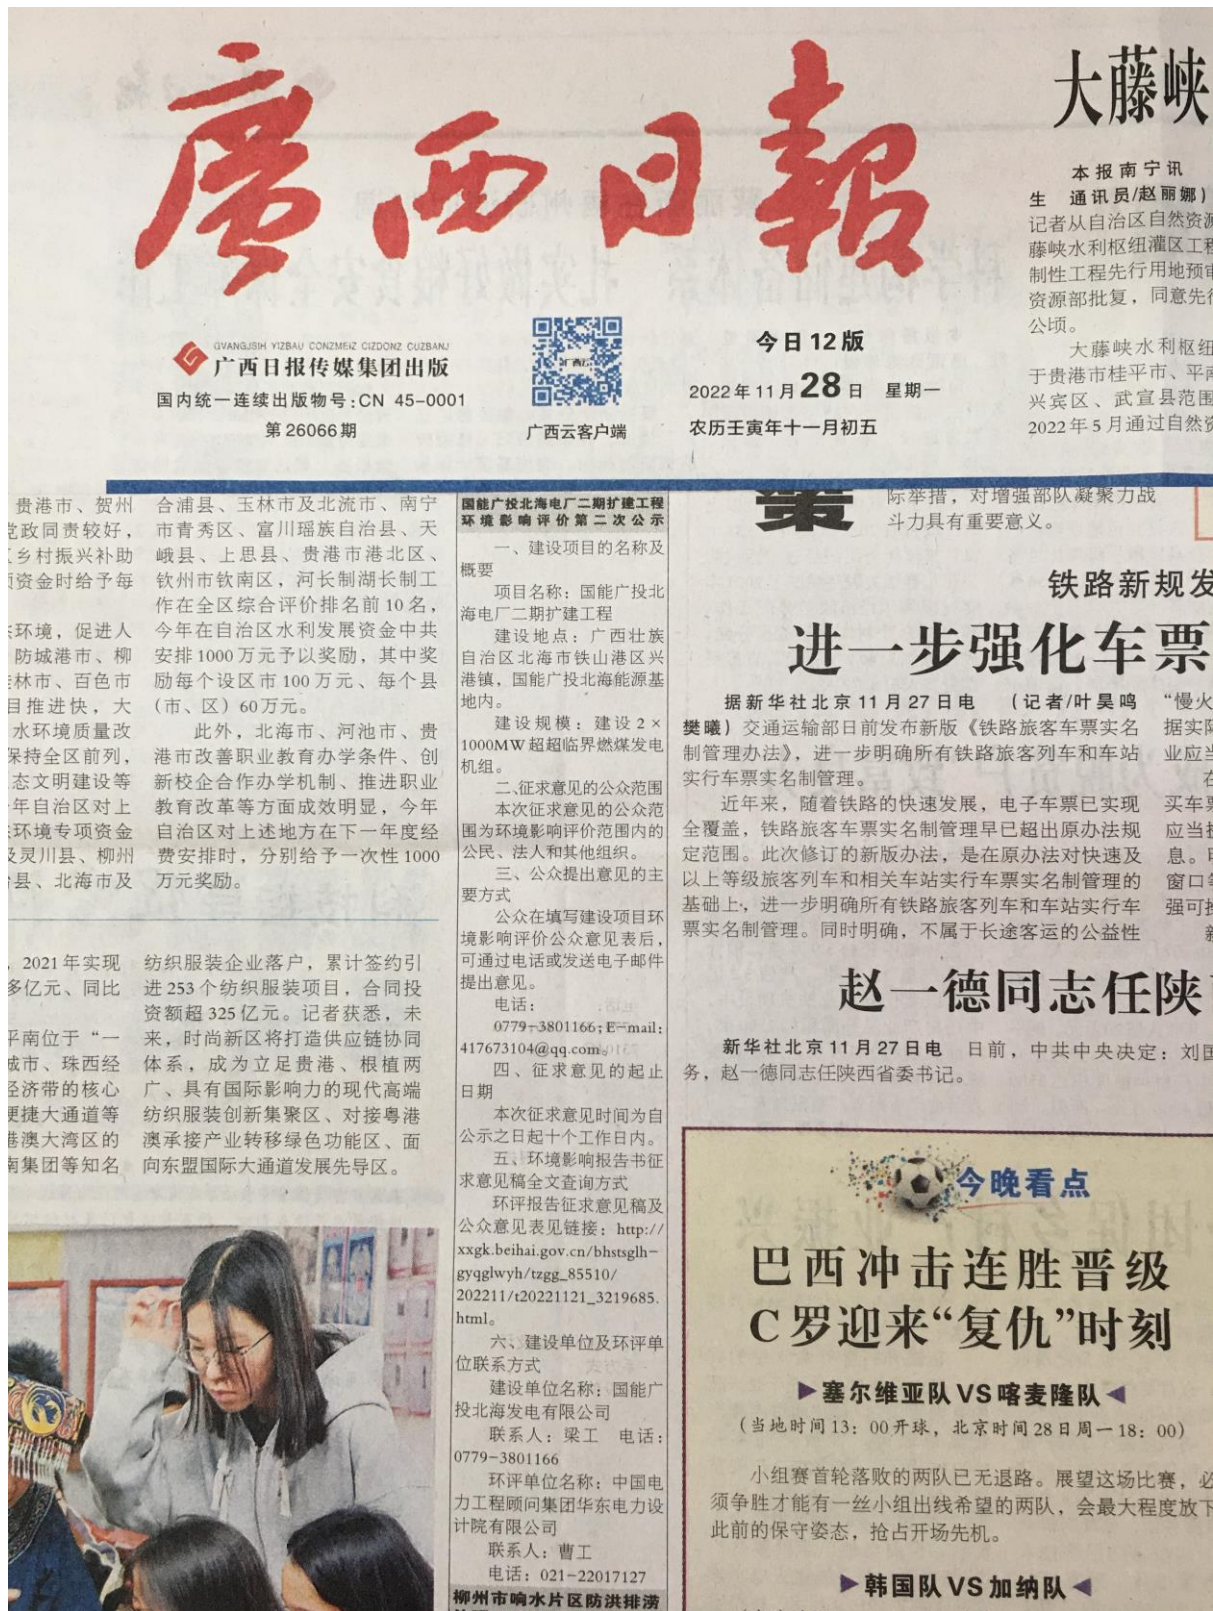 廣西日報
GVANGJSIH YIZBAU CONZMEIZ CIZDONZ CUZBANJ
广西日报传媒集团出版
国内统一连续出版物号:CN 45-0001
第26066期
广西云
广西云客户端
今日12版
2022年11月28日 星期一
农历壬寅年十一月初五
大藤峡
本报南宁讯
生 通讯员/赵丽娜)
记者从自治区自然资源
藤峡水利枢纽灌区工程
制性工程先行用地预审
资源部批复，同意先行
公顷。
大藤峡水利枢纽
于贵港市桂平市、平南
兴宾区、武宣县范围
2022年5月通过自然资
贵港市、贺州
党政同责较好，
乡村振兴补助
资金时给予每
环境，促进人
防城港市、柳
桂林市、百色市
目推进快，大
水环境质量改
保持全区前列，
态文明建设等
年自治区对上
环境专项资金
及灵川县、柳州
县、北海市及
合浦县、玉林市及北流市、南宁
市青秀区、富川瑶族自治县、天
峨县、上思县、贵港市港北区、
钦州市钦南区，河长制湖长制工
作在全区综合评价排名前10名，
今年在自治区水利发展资金中共
安排1000万元予以奖励，其中奖
励每个设区市100万元、每个县
(市、区) 60万元。
此外，北海市、河池市、贵
港市改善职业教育办学条件、创
新校企合作办学机制、推进职业
教育改革等方面成效明显，今年
自治区对上述地方在下一年度经
费安排时，分别给予一次性1000
万元奖励。
，2021年实现
多亿元、同比
平南位于“一
城市、珠西经
经济带的核心
便捷大通道等
港澳大湾区的
南集团等知名
纺织服装企业落户，累计签约引
进253个纺织服装项目，合同投
资额超325亿元。记者获悉，未
来，时尚新区将打造供应链协同
体系，成为立足贵港、根植两
广、具有国际影响力的现代高端
纺织服装创新集聚区、对接粤港
澳承接产业转移绿色功能区、面
向东盟国际大通道发展先导区。
国能广投北海电厂二期扩建工程
环境影响评价第二次公示
一、建设项目的名称及
概要
项目名称：国能广投北
海电厂二期扩建工程
建设地点：广西壮族
自治区北海市铁山港区兴
港镇，国能广投北海能源基
地内。
建设规模：建设2×
1000MW超超临界燃煤发电
机组。
二、征求意见的公众范围
本次征求意见的公众范
围为环境影响评价范围内的
公民、法人和其他组织。
三、公众提出意见的主
要方式
公众在填写建设项目环
境影响评价公众意见表后，
可通过电话或发送电子邮件
提出意见。
电话：
0779-3801166；E-mail：
417673104@qq.com。
四、征求意见的起止
日期
本次征求意见时间为自
公示之日起十个工作日内。
五、环境影响报告书征
求意见稿全文查询方式
环评报告征求意见稿及
公众意见表见链接：http://
xxgk.beihai.gov.cn/bhstsglh-
gyqglwyh/tzgg_85510/
202211/t20221121_3219685.
html。
六、建设单位及环评单
位联系方式
建设单位名称：国能广
投北海发电有限公司
联系人：梁工 电话：
0779-3801166
环评单位名称：中国电
力工程顾问集团华东电力设
计院有限公司
联系人：曹工
电话：021-22017127
柳州市响水片区防洪排涝
策
际举措，对增强部队凝聚力战
斗力具有重要意义。
铁路新规发
进一步强化车票
据新华社北京11月27日电 (记者/叶昊鸣
樊曦) 交通运输部日前发布新版《铁路旅客车票实名
制管理办法》，进一步明确所有铁路旅客列车和车站
实行车票实名制管理。
近年来，随着铁路的快速发展，电子车票已实现
全覆盖，铁路旅客车票实名制管理早已超出原办法规
定范围。此次修订的新版办法，是在原办法对快速及
以上等级旅客列车和相关车站实行车票实名制管理的
基础上，进一步明确所有铁路旅客列车和车站实行车
票实名制管理。同时明确，不属于长途客运的公益性
“慢火
据实际
业应当
在
买车票
应当提
息。
窗口等
强可
新
赵一德同志任陕
新华社北京11月27日电 日前，中共中央决定：刘国
务，赵一德同志任陕西省委书记。
今晚看点
巴西冲击连胜晋级
C罗迎来“复仇”时刻
▶塞尔维亚队VS喀麦隆队◀
(当地时间13：00开球，北京时间28日周一18：00)
小组赛首轮落败的两队已无退路。展望这场比赛，必
须争胜才能有一丝小组出线希望的两队，会最大程度放下
此前的保守姿态，抢占开场先机。
▶韩国队VS加纳队◀